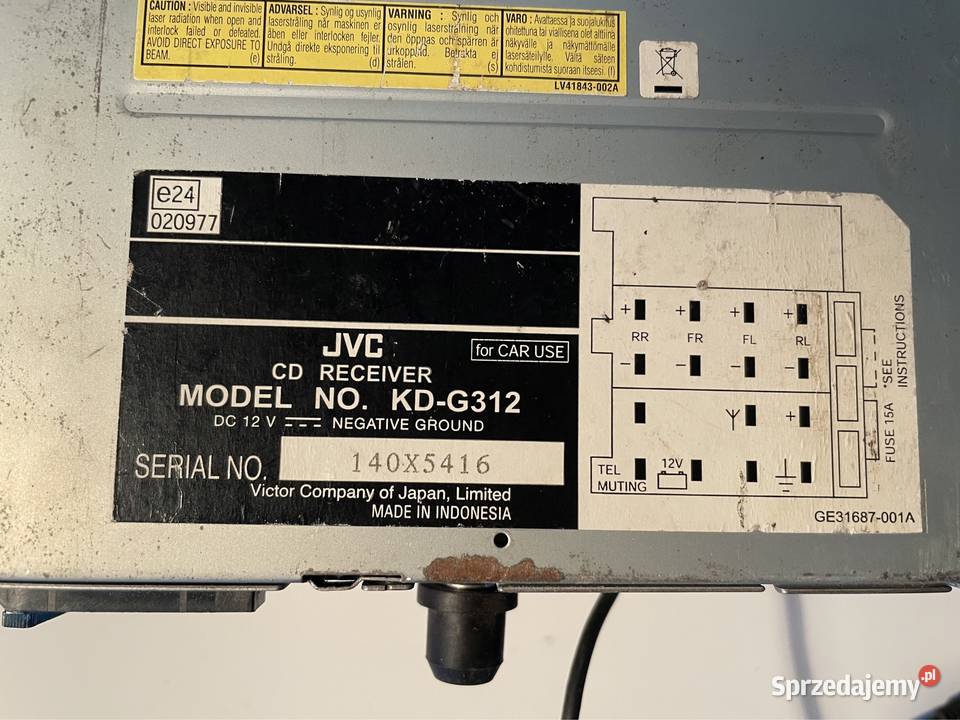 CAUTION : Visible and invisible
laser radiation when open and
interlock failed or defeated.
AVOID DIRECT EXPOSURE TO
BEAM. (e)
ADVARSEL : Synlig og usynlig
laserstråling når maskinen er
åben eller interlocken fejler.
Undgå direkte eksponering til
stråling. (d)
VARNING : Synlig och
osynlig laserstrålning när
den öppnas och spärren är
urkopplad. Betrakta ej
strålen. (s)
VARO : Avattaessa ja suojalukitus
ohitettuna tai viallisena olet alttiina
näkyvälle ja näkymättömälle
lasersäteilylle. Vältä säteen
kohdistumista suoraan itseesi. (f)
LV41843-002A
e24
020977
JVC
for CAR USE
CD RECEIVER
MODEL NO. KD-G312
DC 12 V NEGATIVE GROUND
SERIAL NO. 140X5416
Victor Company of Japan, Limited
MADE IN INDONESIA
+ + + +
RR FR FL RL
− − − −
+
TEL
MUTING
12V
FUSE 15A *SEE
INSTRUCTIONS
GE31687-001A
Sprzedajemy.pl